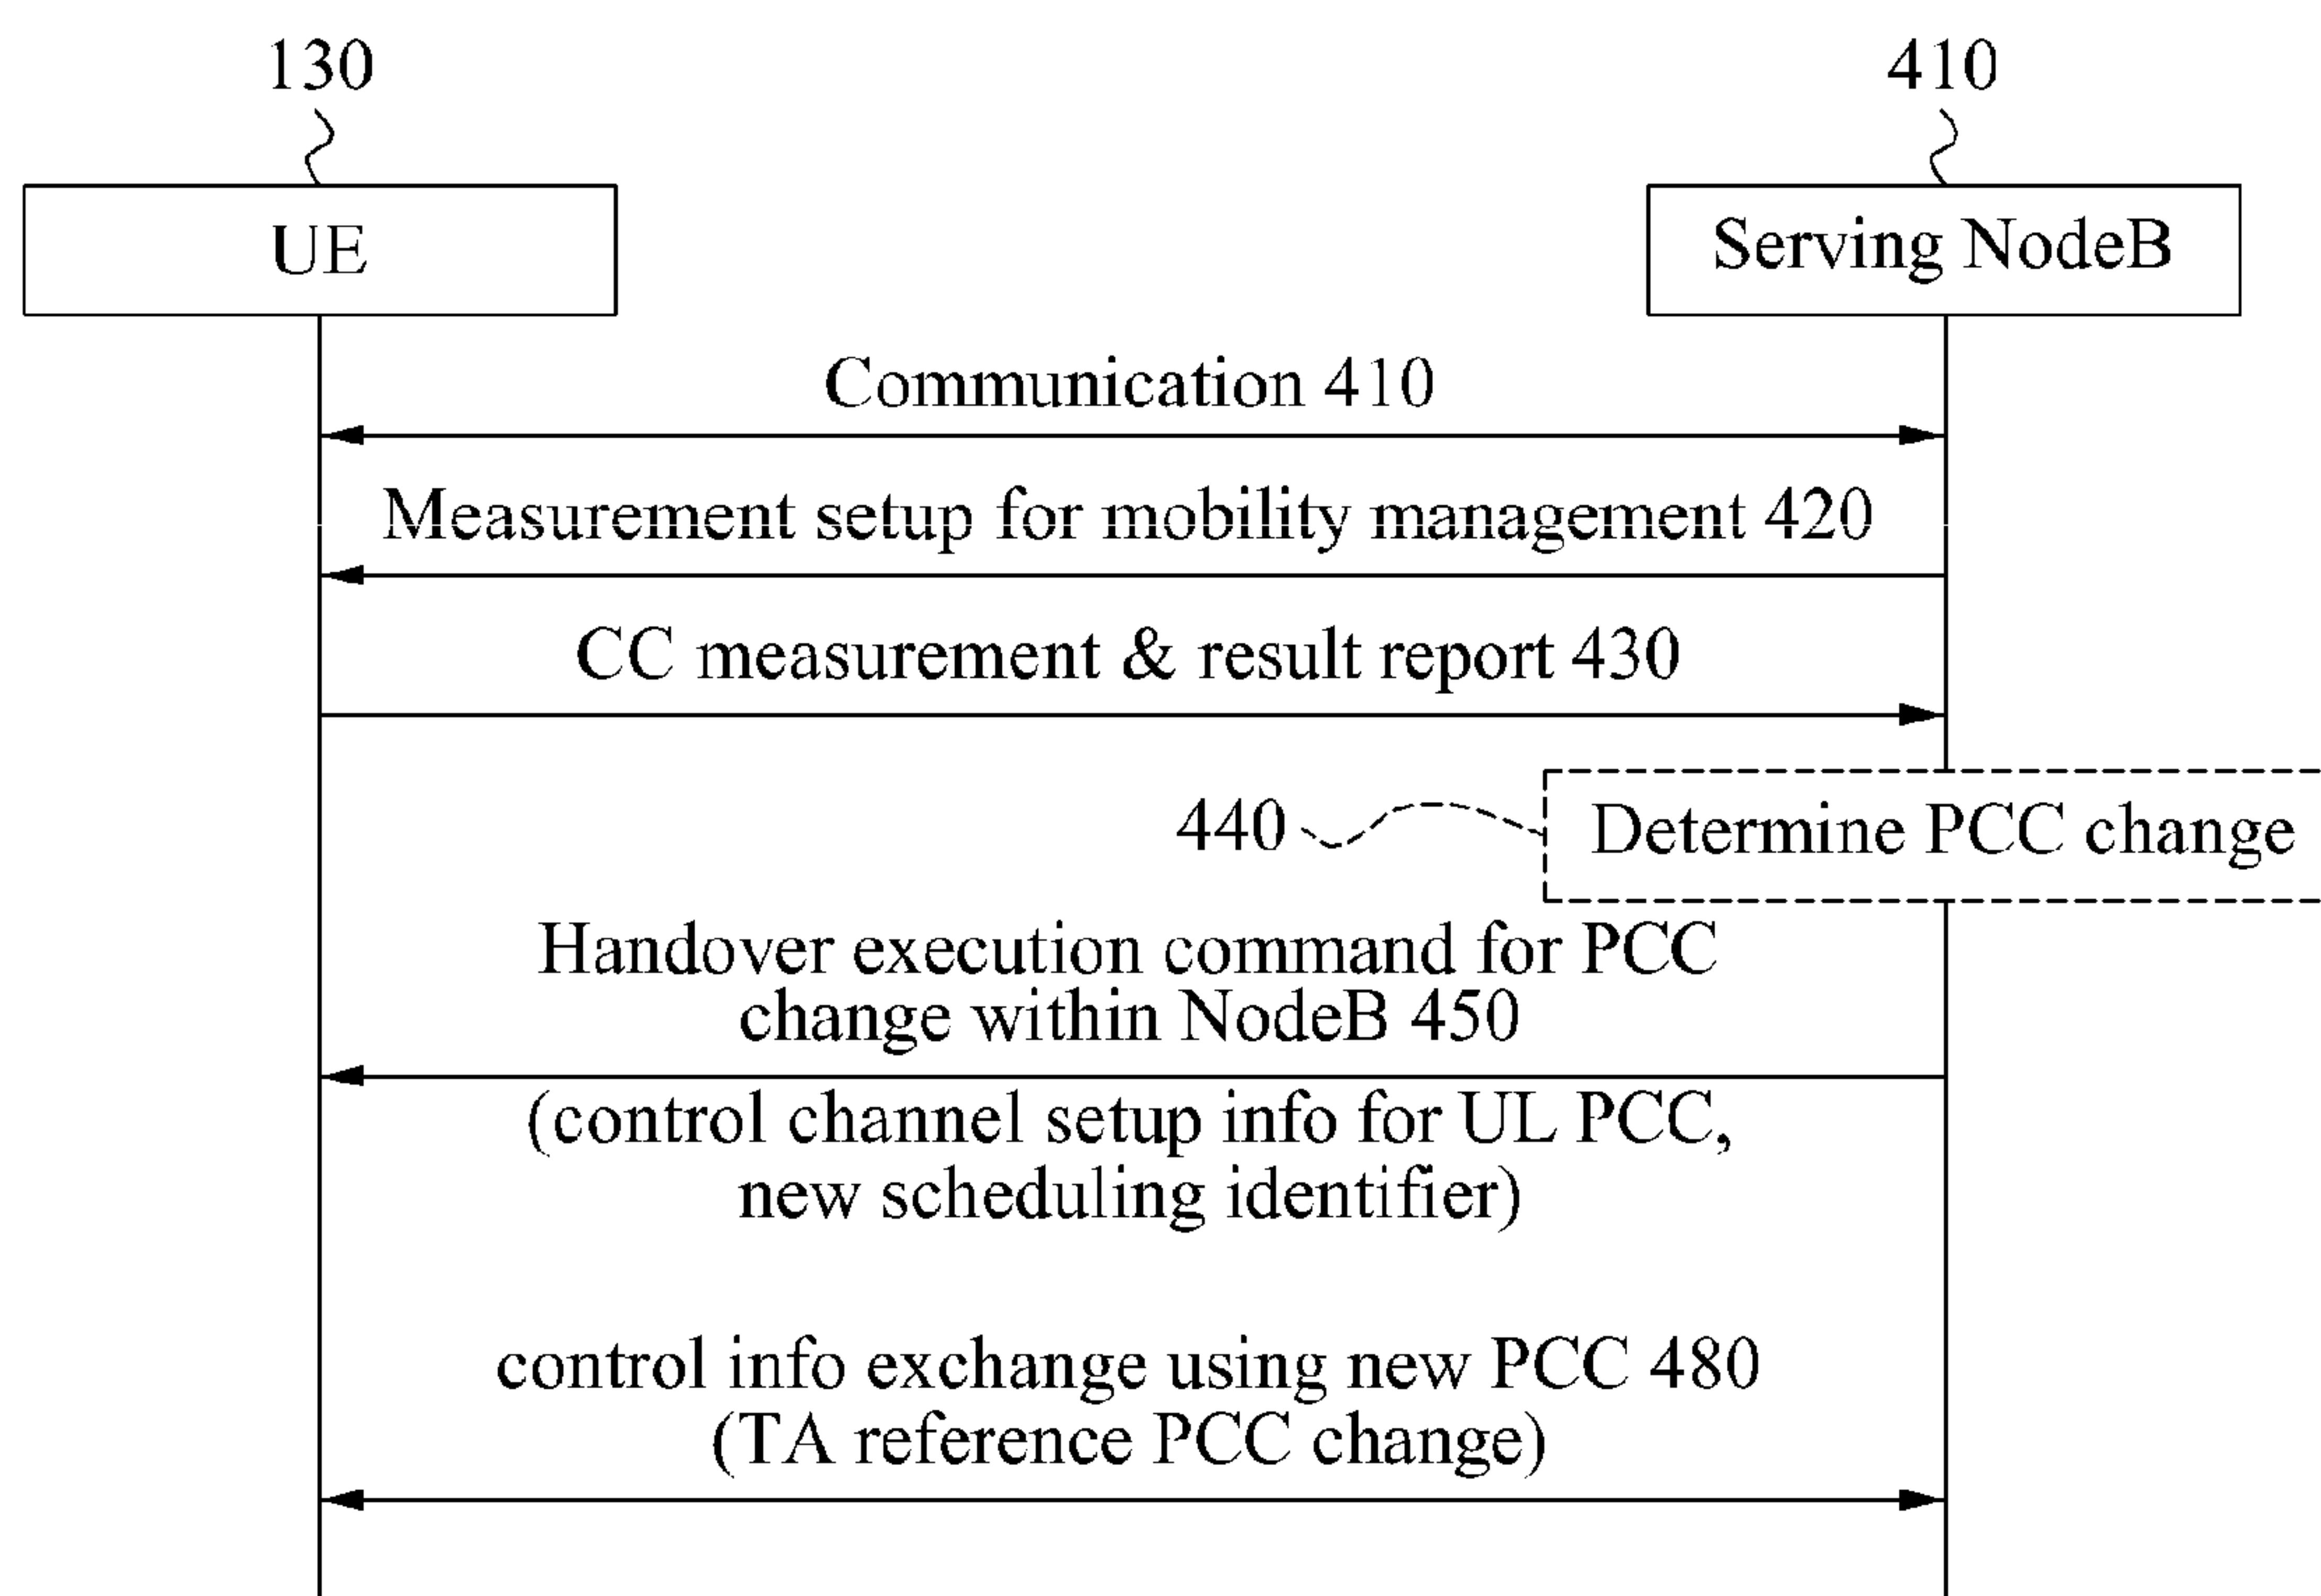 130
410
UE
Serving NodeB
Communication 410
Measurement setup for mobility management 420
CC measurement & result report 430
440
Determine PCC change
Handover execution command for PCC
change within NodeB 450
(control channel setup info for UL PCC,
new scheduling identifier)
control info exchange using new PCC 480
(TA reference PCC change)